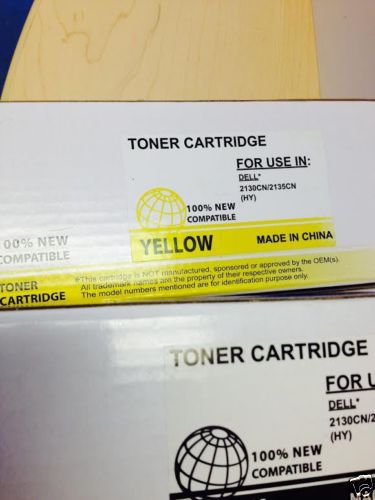 TONER CARTRIDGE
FOR USE IN:
DELL*
2130CN/2135CN
(HY)
100% NEW
COMPATIBLE
YELLOW
MADE IN CHINA
100% NEW
COMPATIBLE
TONER
CARTRIDGE
*This cartridge is NOT manufactured, sponsored or approved by the OEM(s).
All trademark names are the property of their respective owners.
The model numbers mentioned are for identification purpose only.
TONER CARTRIDGE
FOR U
DELL*
2130CN/2
(HY)
100% NEW
COMPATIBLE